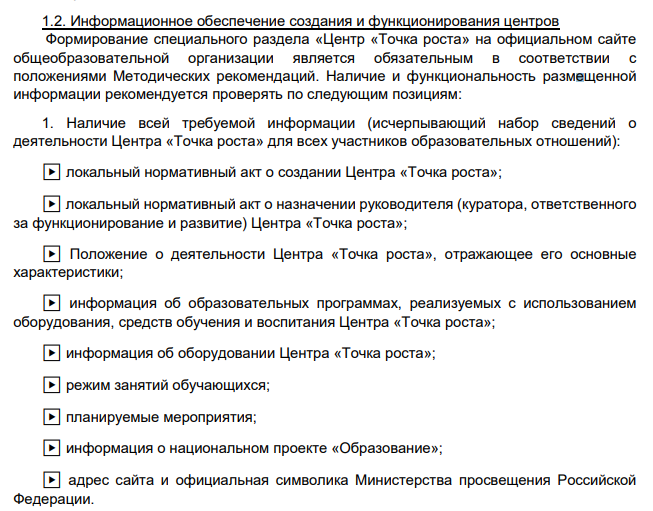 1.2. Информационное обеспечение создания и функционирования центров
Формирование специального раздела «Центр «Точка роста» на официальном сайте
общеобразовательной организации является обязательным в соответствии с
положениями Методических рекомендаций. Наличие и функциональность размещенной
информации рекомендуется проверять по следующим позициям:
1. Наличие всей требуемой информации (исчерпывающий набор сведений о
деятельности Центра «Точка роста» для всех участников образовательных отношений):
локальный нормативный акт о создании Центра «Точка роста»;
локальный нормативный акт о назначении руководителя (куратора, ответственного
за функционирование и развитие) Центра «Точка роста»;
Положение о деятельности Центра «Точка роста», отражающее его основные
характеристики;
информация об образовательных программах, реализуемых с использованием
оборудования, средств обучения и воспитания Центра «Точка роста»;
информация об оборудовании Центра «Точка роста»;
режим занятий обучающихся;
планируемые мероприятия;
информация о национальном проекте «Образование»;
адрес сайта и официальная символика Министерства просвещения Российской
Федерации.